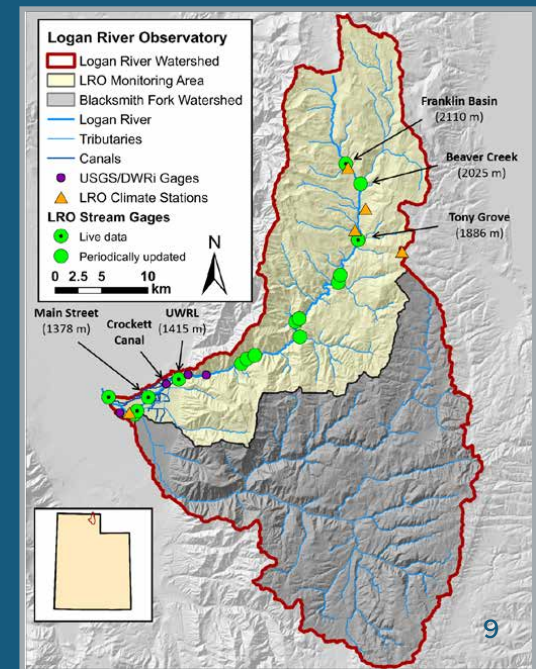 Logan River Observatory
Logan River Watershed
LRO Monitoring Area
Blacksmith Fork Watershed
Logan River
Tributaries
Canals
USGS/DWRi Gages
LRO Climate Stations
LRO Stream Gages
Live data
Periodically updated
N
0 2.5 5 10
km
Franklin Basin
(2110 m)
Beaver Creek
(2025 m)
Tony Grove
(1886 m)
Main Street
(1378 m)
Crockett
Canal
UWRL
(1415 m)
9